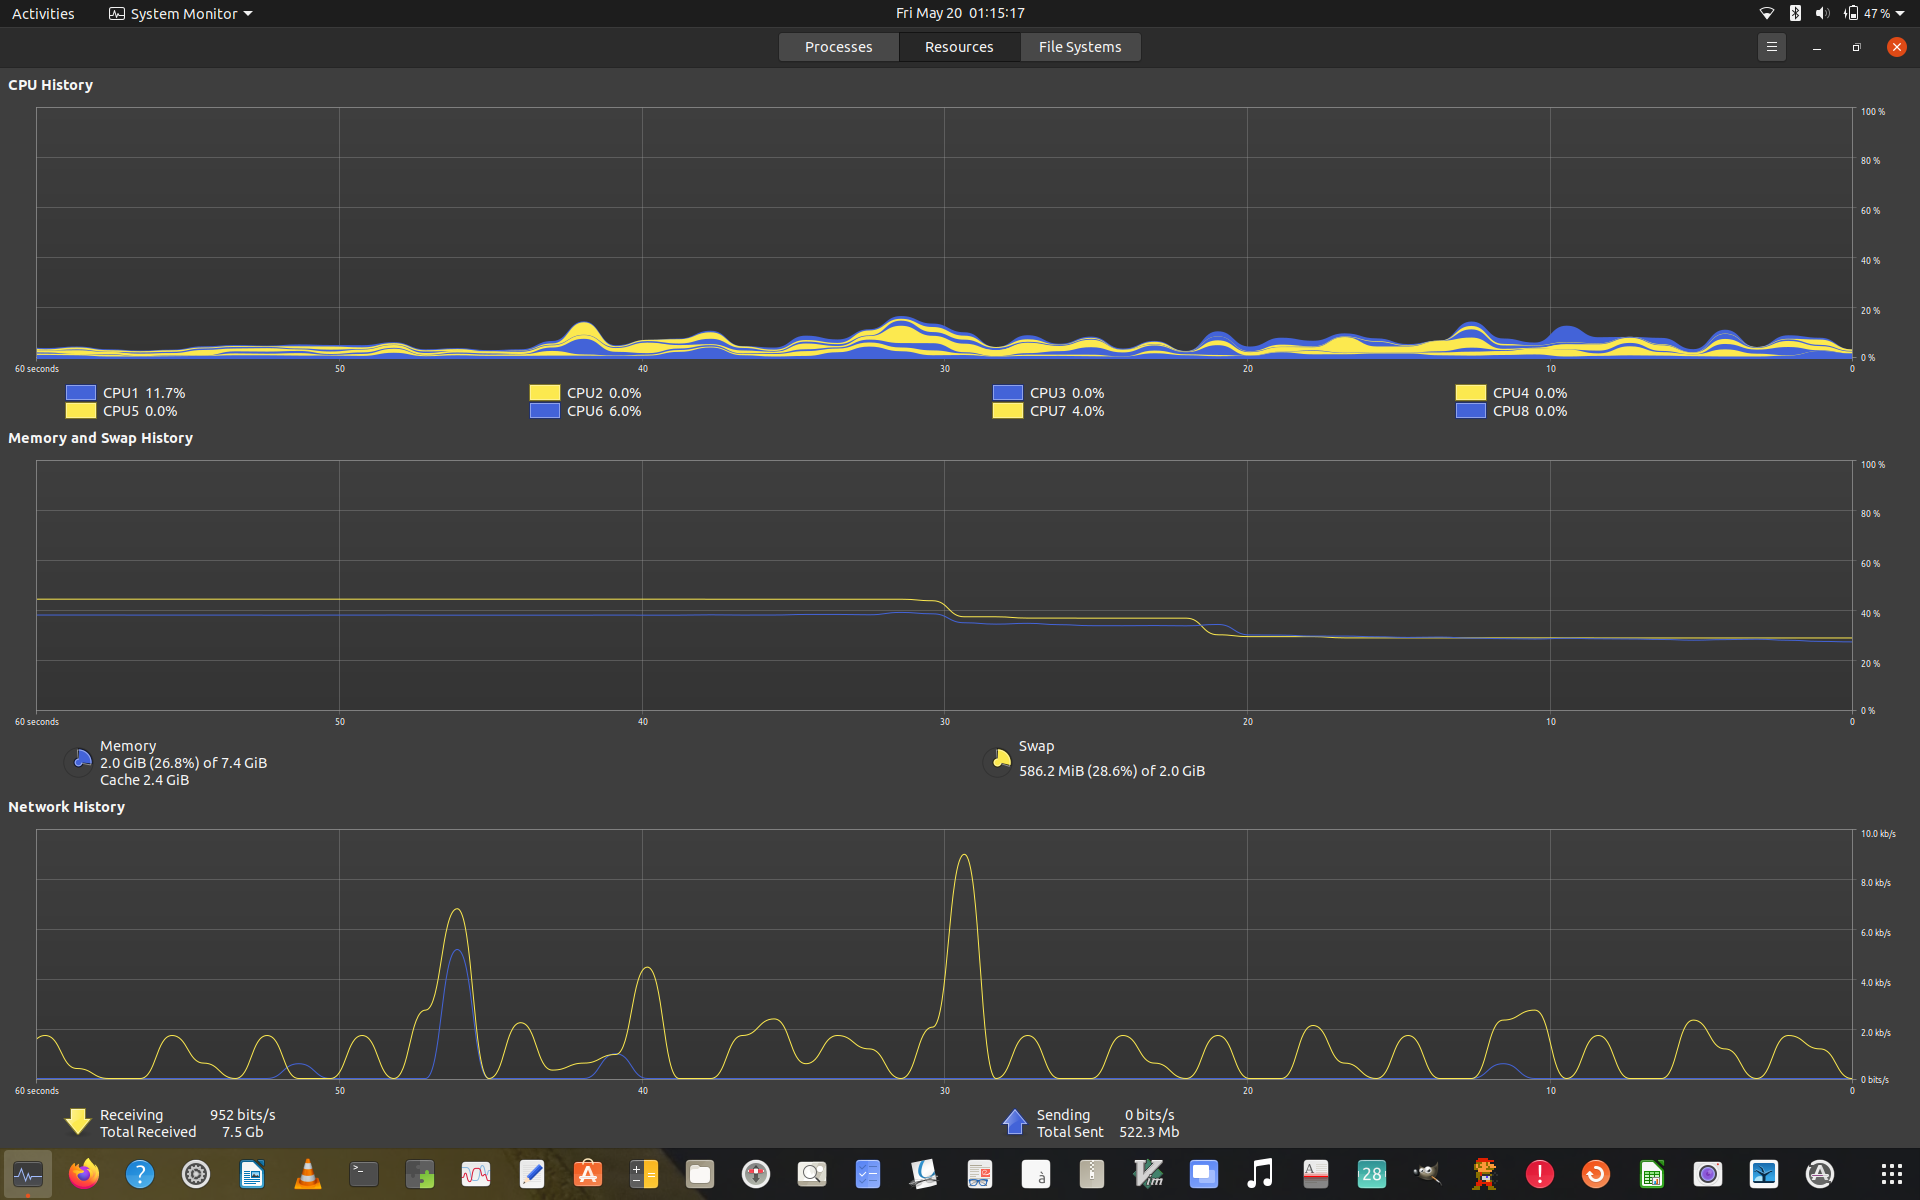 Activities System Monitor Fri May 20 01:15:17 47 %
Processes Resources File Systems
CPU History
100 %
80 %
60 %
40 %
20 %
0 %
60 seconds 50 40 30 20 10 0
CPU1 11.7% CPU2 0.0% CPU3 0.0% CPU4 0.0%
CPU5 0.0% CPU6 6.0% CPU7 4.0% CPU8 0.0%
Memory and Swap History
100 %
80 %
60 %
40 %
20 %
0 %
60 seconds 50 40 30 20 10 0
Memory
2.0 GiB (26.8%) of 7.4 GiB
Cache 2.4 GiB
Swap
586.2 MiB (28.6%) of 2.0 GiB
Network History
10.0 kb/s
8.0 kb/s
6.0 kb/s
4.0 kb/s
2.0 kb/s
0 bits/s
60 seconds 50 40 30 20 10 0
Receiving 952 bits/s Sending 0 bits/s
Total Received 7.5 Gb Total Sent 522.3 Mb
? >_ à Vim A 28 !